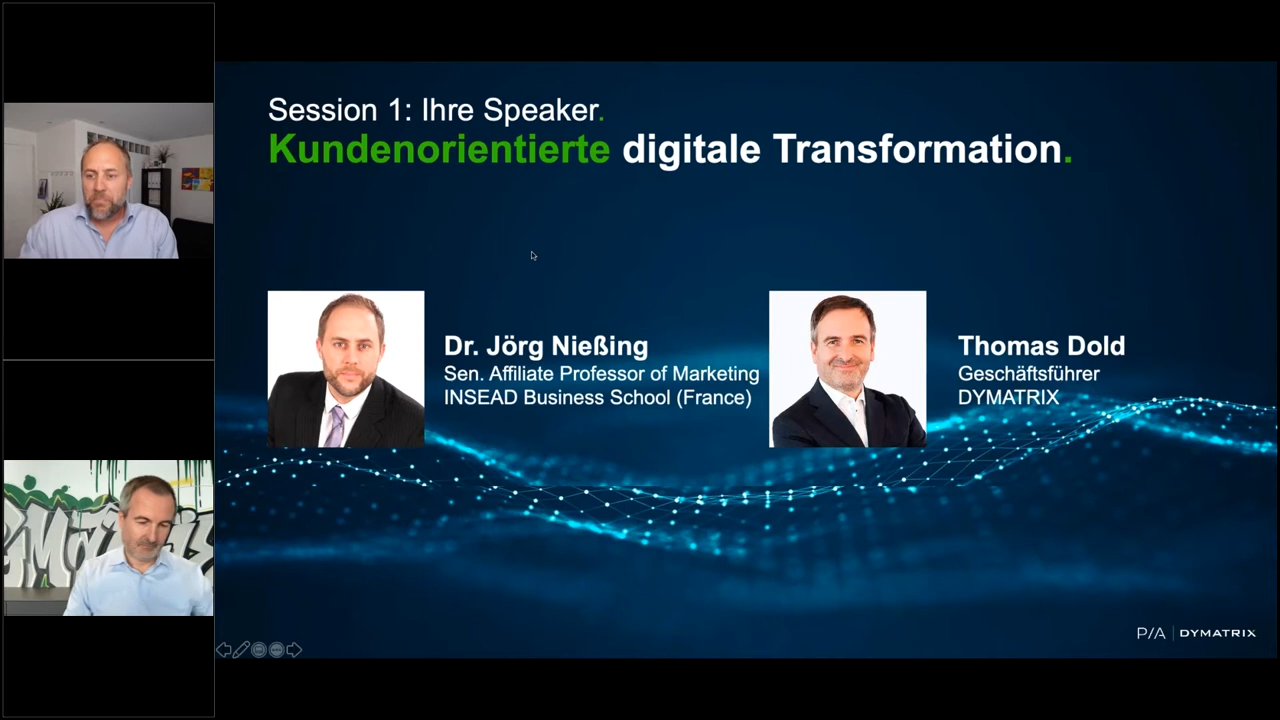 Session 1: Ihre Speaker.
Kundenorientierte digitale Transformation.
Dr. Jörg Nießing
Sen. Affiliate Professor of Marketing
INSEAD Business School (France)
Thomas Dold
Geschäftsführer
DYMATRIX
P/A | DYMATRIX